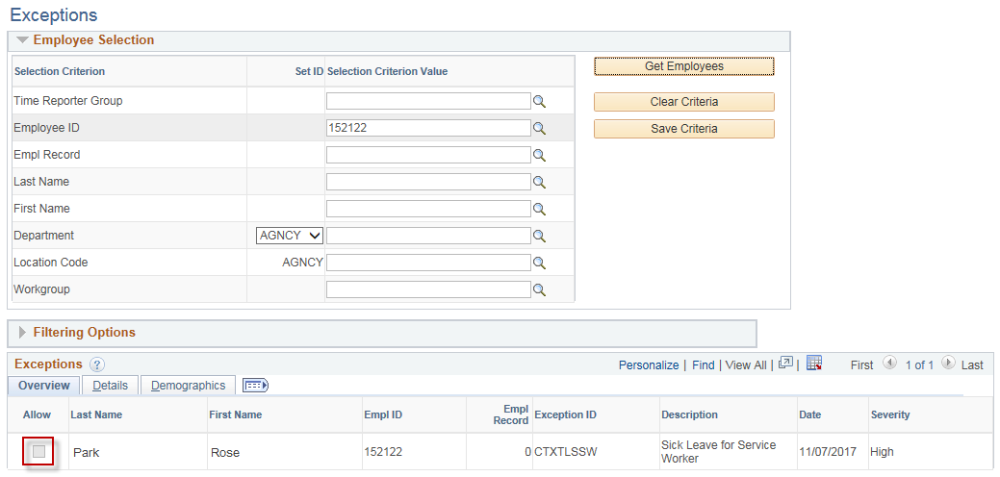 Exceptions
Employee Selection
Selection Criterion Set ID Selection Criterion Value
Get Employees
Time Reporter Group
Clear Criteria
Employee ID 152122
Save Criteria
Empl Record
Last Name
First Name
Department AGNCY
Location Code AGNCY
Workgroup
Filtering Options
Exceptions ? Personalize | Find | View All | | First 1 of 1 Last
Overview Details Demographics
Allow Last Name First Name Empl ID Empl Record Exception ID Description Date Severity
Park Rose 152122 0 CTXTLSSW Sick Leave for Service Worker 11/07/2017 High